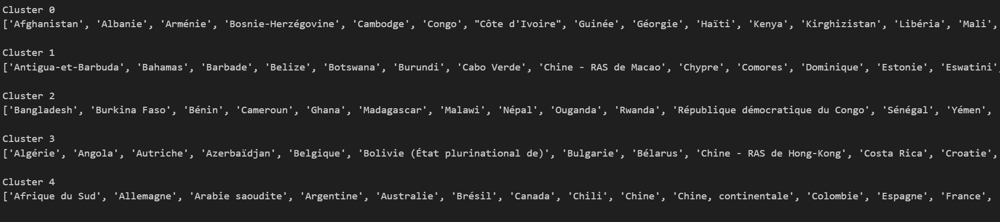 Cluster 0
['Afghanistan', 'Albanie', 'Arménie', 'Bosnie-Herzégovine', 'Cambodge', 'Congo', "Côte d'Ivoire", 'Guinée', 'Géorgie', 'Haïti', 'Kenya', 'Kirghizistan', 'Libéria', 'Mali',
Cluster 1
['Antigua-et-Barbuda', 'Bahamas', 'Barbade', 'Belize', 'Botswana', 'Burundi', 'Cabo Verde', 'Chine - RAS de Macao', 'Chypre', 'Comores', 'Dominique', 'Estonie', 'Eswatini',
Cluster 2
['Bangladesh', 'Burkina Faso', 'Bénin', 'Cameroun', 'Ghana', 'Madagascar', 'Malawi', 'Népal', 'Ouganda', 'Rwanda', 'République démocratique du Congo', 'Sénégal', 'Yémen',
Cluster 3
['Algérie', 'Angola', 'Autriche', 'Azerbaïdjan', 'Belgique', 'Bolivie (État plurinational de)', 'Bulgarie', 'Bélarus', 'Chine - RAS de Hong-Kong', 'Costa Rica', 'Croatie',
Cluster 4
['Afrique du Sud', 'Allemagne', 'Arabie saoudite', 'Argentine', 'Australie', 'Brésil', 'Canada', 'Chili', 'Chine', 'Chine, continentale', 'Colombie', 'Espagne', 'France',